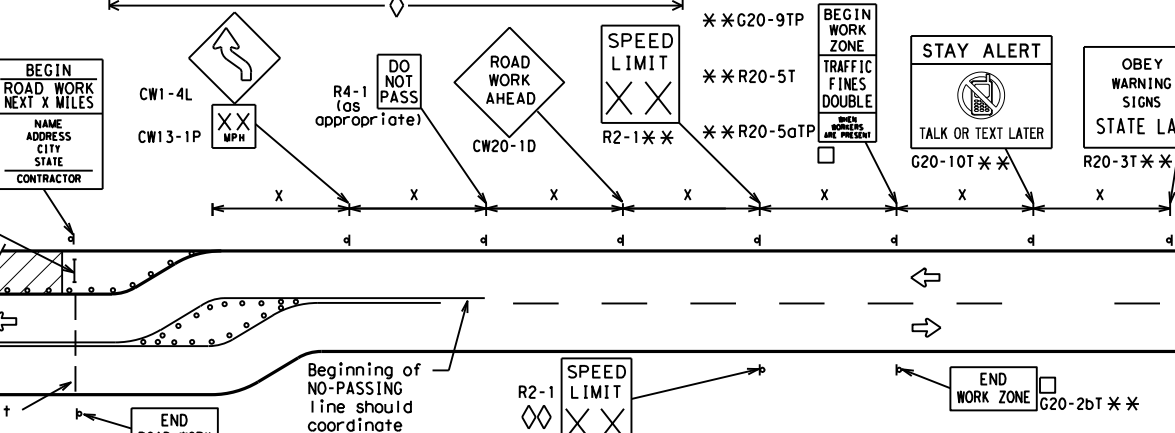 BEGIN
ROAD WORK
NEXT X MILES
NAME
ADDRESS
CITY
STATE
CONTRACTOR
CW1-4L
CW13-1P
X X
MPH
R4-1
(as
appropriate)
DO
NOT
PASS
ROAD
WORK
AHEAD
CW20-1D
SPEED
LIMIT
X X
R2-1**
**G20-9TP
**R20-5T
**R20-5aTP
BEGIN
WORK
ZONE
TRAFFIC
FINES
DOUBLE
WHEN
WORKERS
ARE PRESENT
STAY ALERT
TALK OR TEXT LATER
G20-10T**
OBEY
WARNING
SIGNS
STATE LA
R20-3T**
X X X X X X X
Beginning of
NO-PASSING
line should
coordinate
R2-1
SPEED
LIMIT
X X
END
WORK ZONE
G20-2bT**
t
END